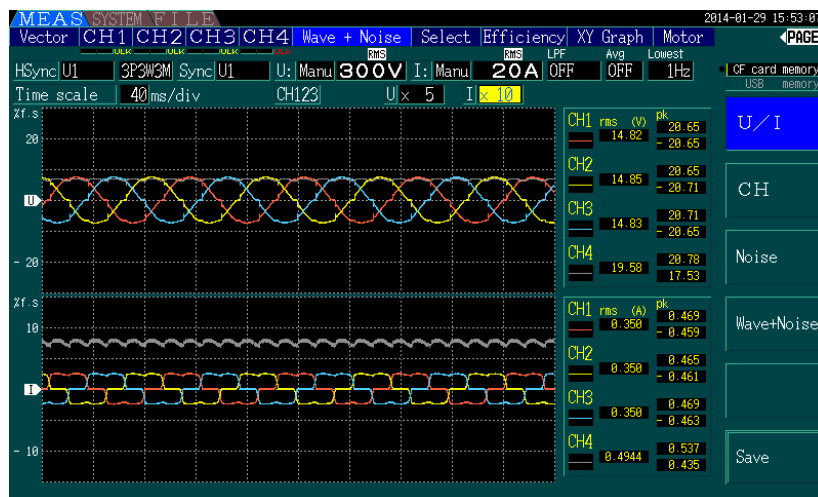 MEAS SYSTEM FILE 2014-01-29 15:53:07
Vector CH1 CH2 CH3 CH4 Wave + Noise Select Efficiency XY Graph Motor PAGE
ULK ULK ULK RMS RMS LPF Avg Lowest
HSync U1 3P3W3M Sync U1 U: Manu 300V I: Manu 20A OFF OFF 1Hz CF card memory
USB memory
Time scale 40 ms/div CH123 U× 5 I× 10
%f.s
20
U
- 20
CH1 rms (V) pk
14.82 20.65
- 20.65
CH2 20.65
14.85 - 20.71
CH3 20.71
14.83 - 20.65
CH4 20.78
19.58 17.53
%f.s
10
I
- 10
CH1 rms (A) pk
0.350 0.469
- 0.459
CH2 0.465
0.350 - 0.461
CH3 0.469
0.350 - 0.463
CH4 0.537
0.4944 0.435
U/I
CH
Noise
Wave+Noise
Save